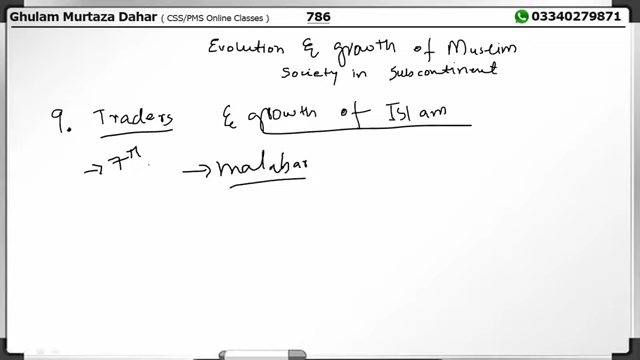 Ghulam Murtaza Dahar ( CSS/PMS Online Classes ) 786 03340279871
Evolution & growth of Muslim
Society in Subcontinent
9. Traders & growth of Islam
→ 7th → malabar